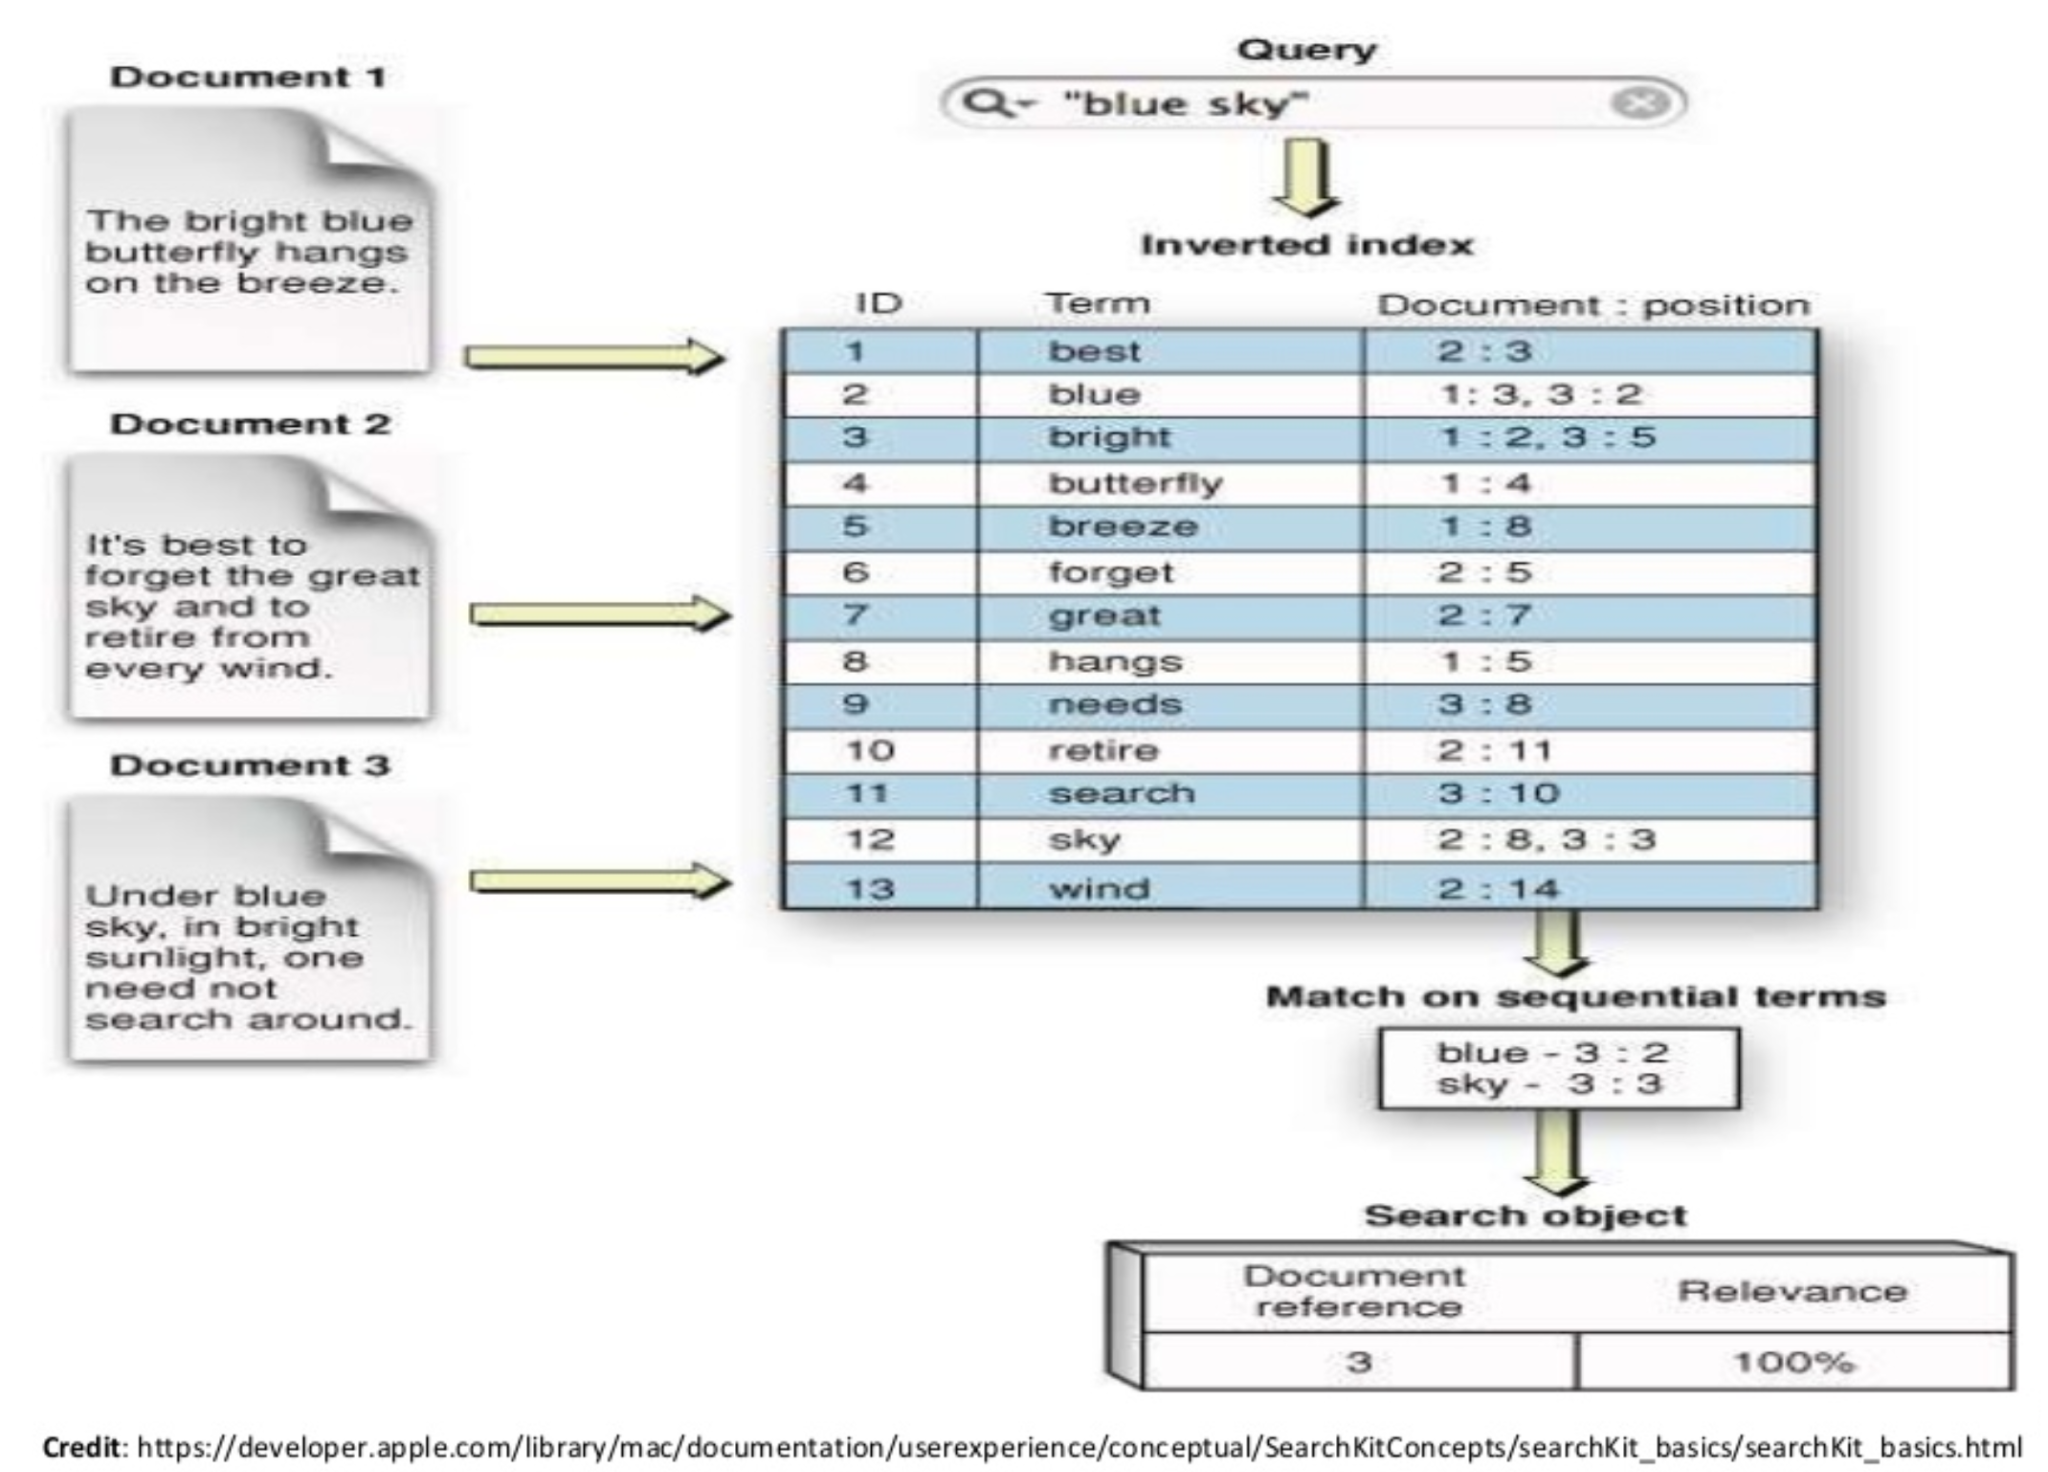 Document 1
The bright blue
butterfly hangs
on the breeze.
Document 2
It's best to
forget the great
sky and to
retire from
every wind.
Document 3
Under blue
sky, in bright
sunlight, one
need not
search around.
Query
"blue sky"
Inverted index
ID Term Document : position
1 best 2 : 3
2 blue 1: 3, 3 : 2
3 bright 1 : 2, 3 : 5
4 butterfly 1 : 4
5 breeze 1 : 8
6 forget 2 : 5
7 great 2 : 7
8 hangs 1 : 5
9 needs 3 : 8
10 retire 2 : 11
11 search 3 : 10
12 sky 2 : 8, 3 : 3
13 wind 2 : 14
Match on sequential terms
blue - 3 : 2
sky - 3 : 3
Search object
Document
reference
Relevance
3 100%
Credit: https://developer.apple.com/library/mac/documentation/userexperience/conceptual/SearchKitConcepts/searchKit_basics/searchKit_basics.html